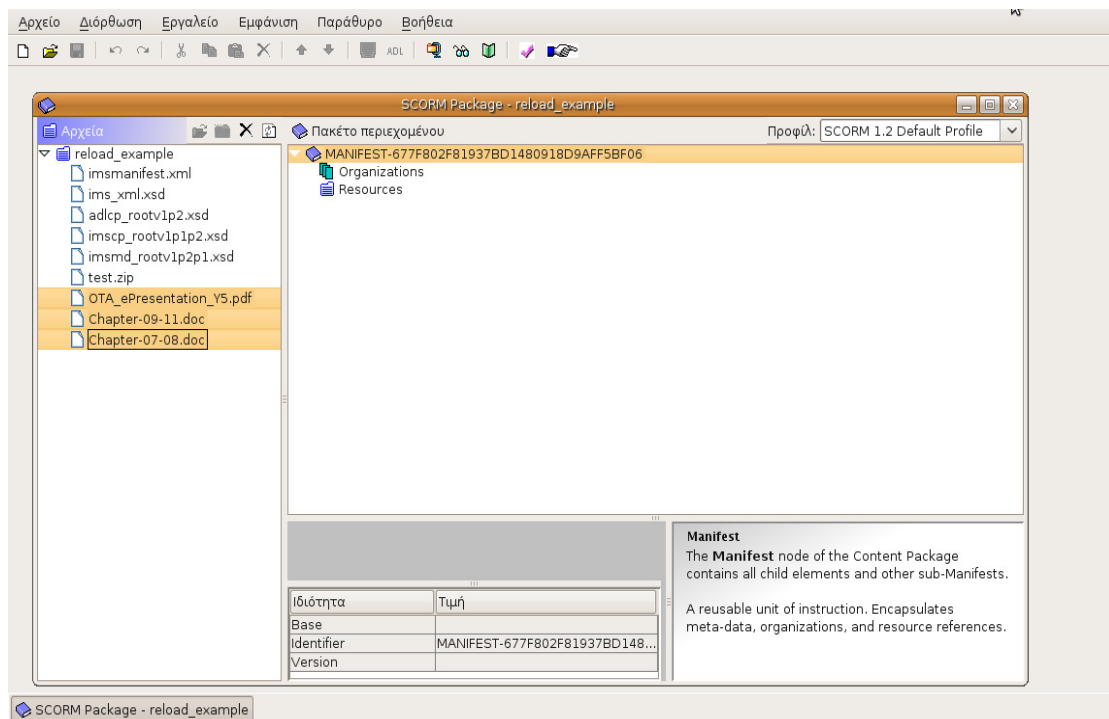 Αρχείο Διόρθωση Εργαλείο Εμφάνιση Παράθυρο Βοήθεια
ADL
SCORM Package - reload_example
Αρχεία
Πακέτο περιεχομένου
Προφίλ: SCORM 1.2 Default Profile
reload_example
imsmanifest.xml
ims_xml.xsd
adlcp_rootv1p2.xsd
imscp_rootv1p1p2.xsd
imsmd_rootv1p2p1.xsd
test.zip
OTA_ePresentation_Y5.pdf
Chapter-09-11.doc
Chapter-07-08.doc
MANIFEST-677F802F81937BD1480918D9AFF5BF06
Organizations
Resources
Ιδιότητα Τιμή
Base
Identifier MANIFEST-677F802F81937BD148...
Version
Manifest
The Manifest node of the Content Package
contains all child elements and other sub-Manifests.
A reusable unit of instruction. Encapsulates
meta-data, organizations, and resource references.
SCORM Package - reload_example